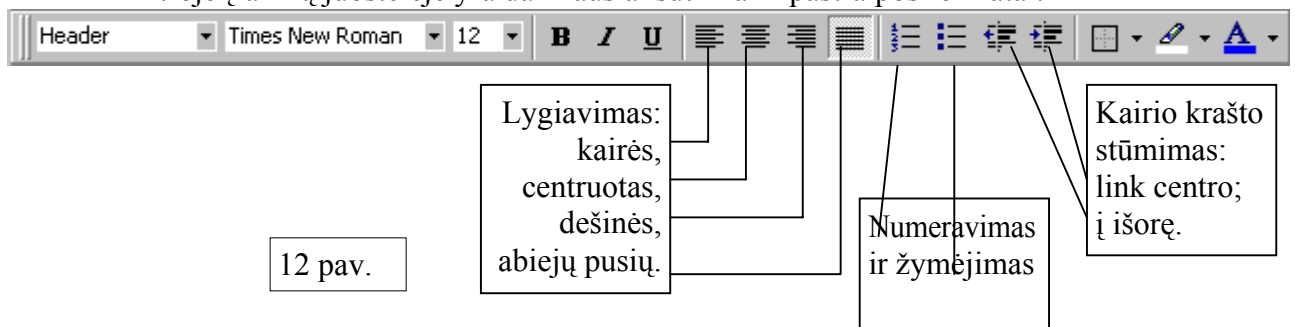 Header Times New Roman 12 B I U
Lygiavimas:
kairės,
centruotas,
dešinės,
abiejų pusių.
Numeravimas
ir žymėjimas
Kairio krašto
stūmimas:
link centro;
į išorę.
12 pav.